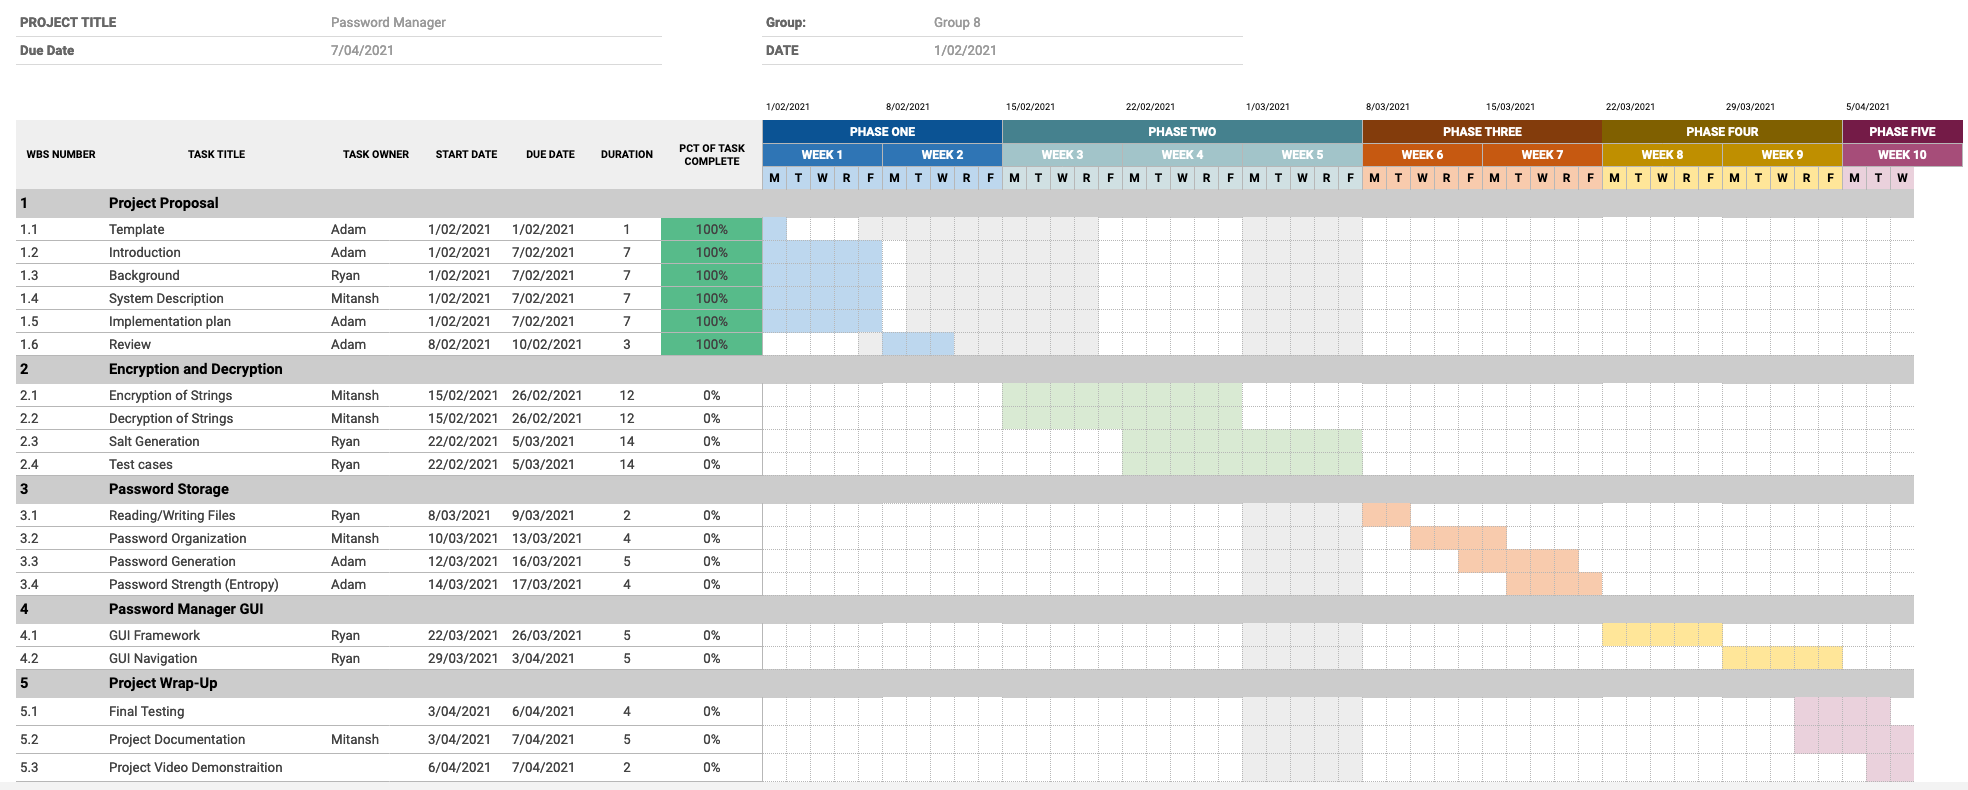 PROJECT TITLE Password Manager Group: Group 8
Due Date 7/04/2021 DATE 1/02/2021
1/02/2021 8/02/2021 15/02/2021 22/02/2021 1/03/2021 8/03/2021 15/03/2021 22/03/2021 29/03/2021 5/04/2021
WBS NUMBER TASK TITLE TASK OWNER START DATE DUE DATE DURATION PCT OF TASK COMPLETE
PHASE ONE PHASE TWO PHASE THREE PHASE FOUR PHASE FIVE
WEEK 1 WEEK 2 WEEK 3 WEEK 4 WEEK 5 WEEK 6 WEEK 7 WEEK 8 WEEK 9 WEEK 10
M T W R F M T W R F M T W R F M T W R F M T W R F M T W R F M T W R F M T W R F M T W R F M T W
1 Project Proposal
1.1 Template Adam 1/02/2021 1/02/2021 1 100%
1.2 Introduction Adam 1/02/2021 7/02/2021 7 100%
1.3 Background Ryan 1/02/2021 7/02/2021 7 100%
1.4 System Description Mitansh 1/02/2021 7/02/2021 7 100%
1.5 Implementation plan Adam 1/02/2021 7/02/2021 7 100%
1.6 Review Adam 8/02/2021 10/02/2021 3 100%
2 Encryption and Decryption
2.1 Encryption of Strings Mitansh 15/02/2021 26/02/2021 12 0%
2.2 Decryption of Strings Mitansh 15/02/2021 26/02/2021 12 0%
2.3 Salt Generation Ryan 22/02/2021 5/03/2021 14 0%
2.4 Test cases Ryan 22/02/2021 5/03/2021 14 0%
3 Password Storage
3.1 Reading/Writing Files Ryan 8/03/2021 9/03/2021 2 0%
3.2 Password Organization Mitansh 10/03/2021 13/03/2021 4 0%
3.3 Password Generation Adam 12/03/2021 16/03/2021 5 0%
3.4 Password Strength (Entropy) Adam 14/03/2021 17/03/2021 4 0%
4 Password Manager GUI
4.1 GUI Framework Ryan 22/03/2021 26/03/2021 5 0%
4.2 GUI Navigation Ryan 29/03/2021 3/04/2021 5 0%
5 Project Wrap-Up
5.1 Final Testing 3/04/2021 6/04/2021 4 0%
5.2 Project Documentation Mitansh 3/04/2021 7/04/2021 5 0%
5.3 Project Video Demonstraition 6/04/2021 7/04/2021 2 0%